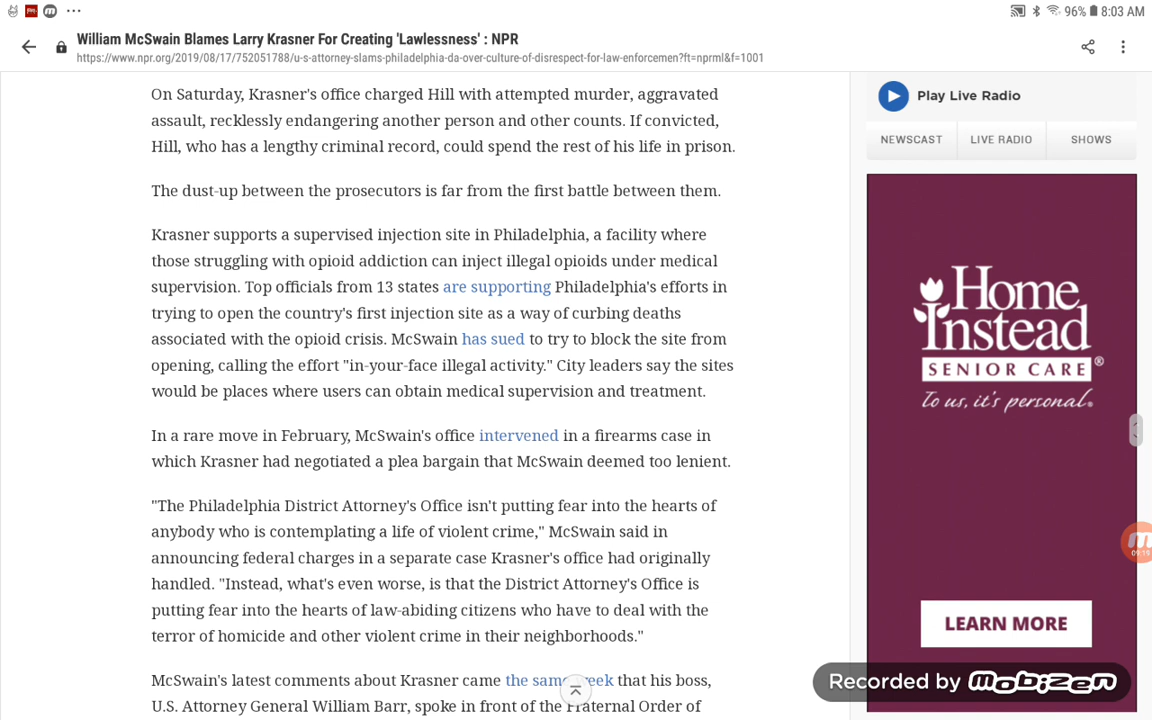 96% 8:03 AM
William McSwain Blames Larry Krasner For Creating 'Lawlessness' : NPR
https://www.npr.org/2019/08/17/752051788/u-s-attorney-slams-philadelphia-da-over-culture-of-disrespect-for-law-enforcemen?ft=nprml&f=1001
On Saturday, Krasner's office charged Hill with attempted murder, aggravated
assault, recklessly endangering another person and other counts. If convicted,
Hill, who has a lengthy criminal record, could spend the rest of his life in prison.
The dust-up between the prosecutors is far from the first battle between them.
Krasner supports a supervised injection site in Philadelphia, a facility where
those struggling with opioid addiction can inject illegal opioids under medical
supervision. Top officials from 13 states are supporting Philadelphia's efforts in
trying to open the country's first injection site as a way of curbing deaths
associated with the opioid crisis. McSwain has sued to try to block the site from
opening, calling the effort "in-your-face illegal activity." City leaders say the sites
would be places where users can obtain medical supervision and treatment.
In a rare move in February, McSwain's office intervened in a firearms case in
which Krasner had negotiated a plea bargain that McSwain deemed too lenient.
"The Philadelphia District Attorney's Office isn't putting fear into the hearts of
anybody who is contemplating a life of violent crime," McSwain said in
announcing federal charges in a separate case Krasner's office had originally
handled. "Instead, what's even worse, is that the District Attorney's Office is
putting fear into the hearts of law-abiding citizens who have to deal with the
terror of homicide and other violent crime in their neighborhoods."
McSwain's latest comments about Krasner came the same week that his boss,
U.S. Attorney General William Barr, spoke in front of the Fraternal Order of
Play Live Radio
NEWSCAST LIVE RADIO SHOWS
Home
Instead
SENIOR CARE®
To us, it's personal.
09:19
LEARN MORE
Recorded by mobizen